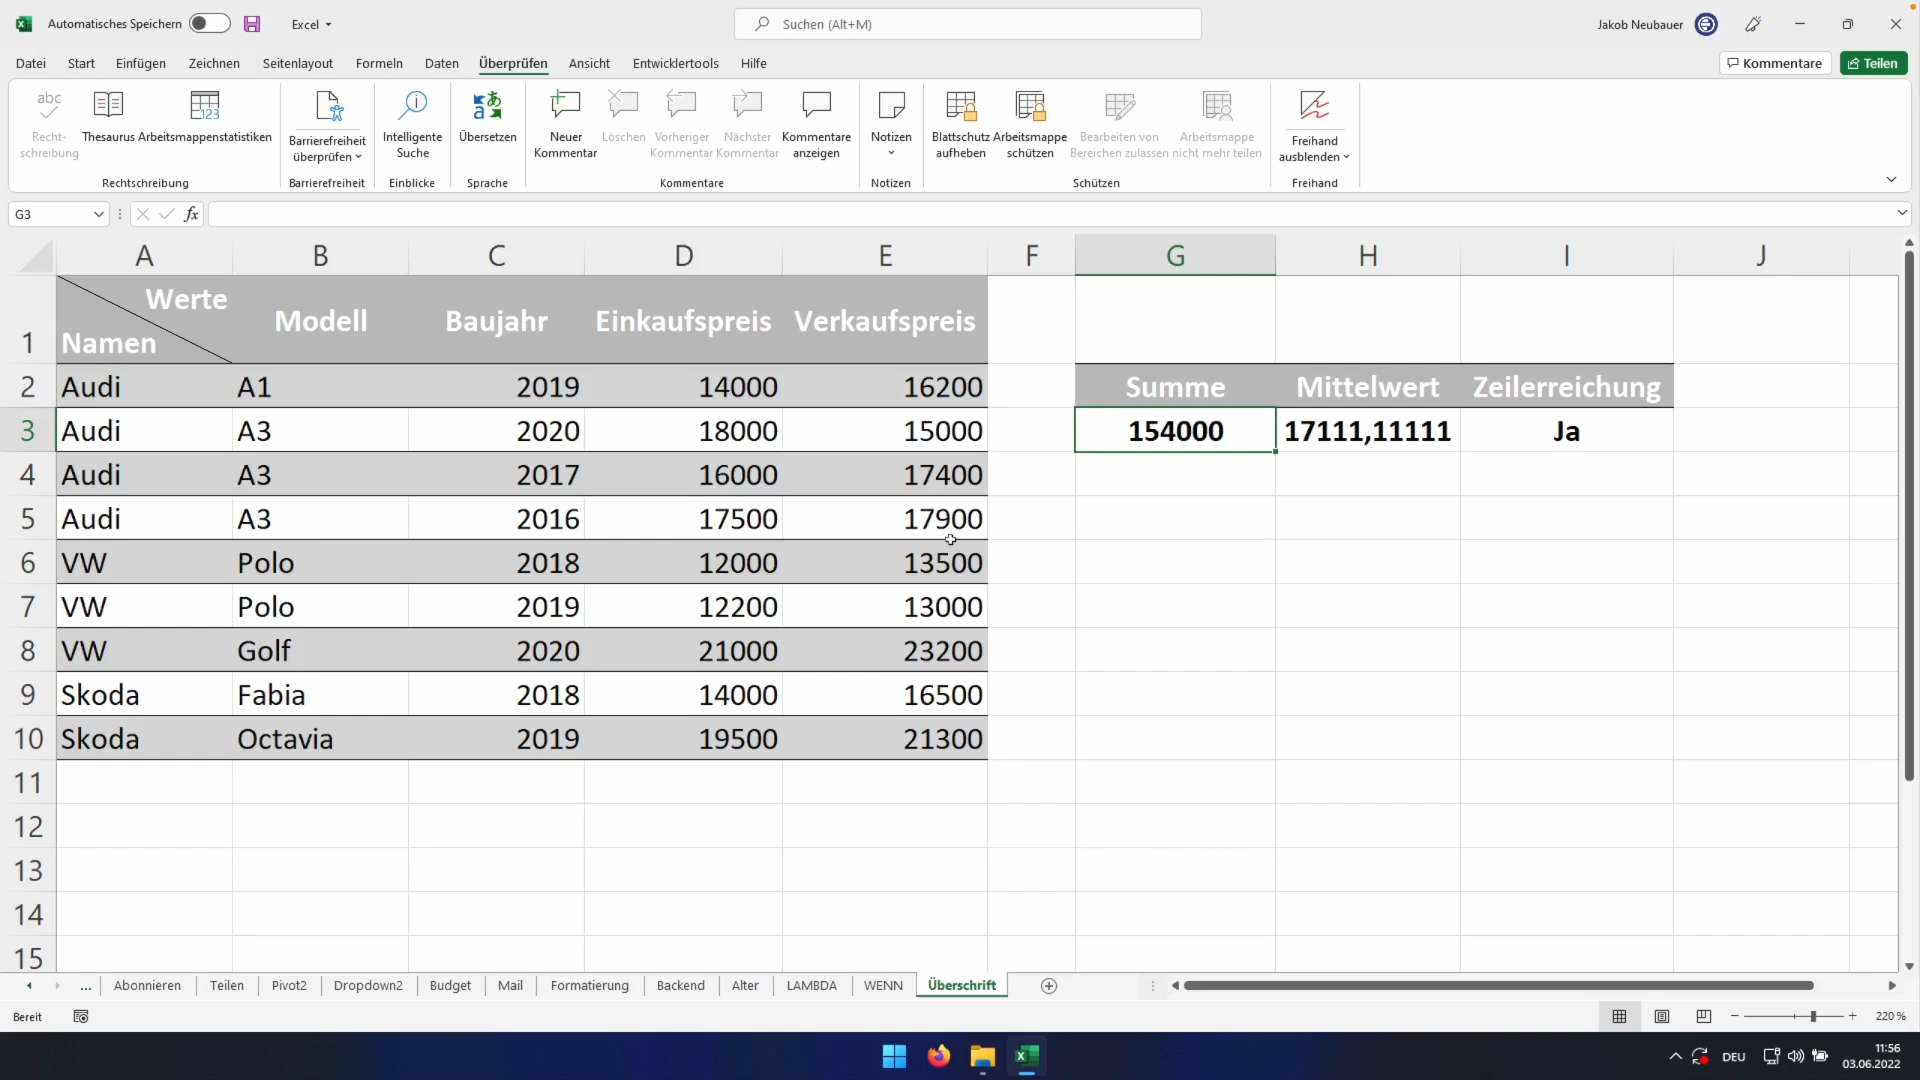 Automatisches Speichern
Excel
Suchen (Alt+M)
Jakob Neubauer
Datei Start Einfügen Zeichnen Seitenlayout Formeln Daten Überprüfen Ansicht Entwicklertools Hilfe
Kommentare
Teilen
abc
Recht-
schreibung
Thesaurus
123
Arbeitsmappenstatistiken
Rechtschreibung
Barrierefreiheit
überprüfen
Barrierefreiheit
Intelligente
Suche
Einblicke
Übersetzen
Sprache
Neuer
Kommentar
Löschen
Vorheriger
Kommentar
Nächster
Kommentar
Kommentare
anzeigen
Kommentare
Notizen
Notizen
Blattschutz
aufheben
Arbeitsmappe
schützen
Bearbeiten von
Bereichen zulassen
Arbeitsmappe
nicht mehr teilen
Schützen
Freihand
ausblenden
Freihand
G3
fx
A B C D E F G H I J
Werte
1 Namen Modell Baujahr Einkaufspreis Verkaufspreis
2 Audi A1 2019 14000 16200 Summe Mittelwert Zeilerreichung
3 Audi A3 2020 18000 15000 154000 17111,11111 Ja
4 Audi A3 2017 16000 17400
5 Audi A3 2016 17500 17900
6 VW Polo 2018 12000 13500
7 VW Polo 2019 12200 13000
8 VW Golf 2020 21000 23200
9 Skoda Fabia 2018 14000 16500
10 Skoda Octavia 2019 19500 21300
11
12
13
14
15
... Abonnieren Teilen Pivot2 Dropdown2 Budget Mail Formatierung Backend Alter LAMBDA WENN Überschrift
Bereit
220 %
DEU
11:56
03.06.2022